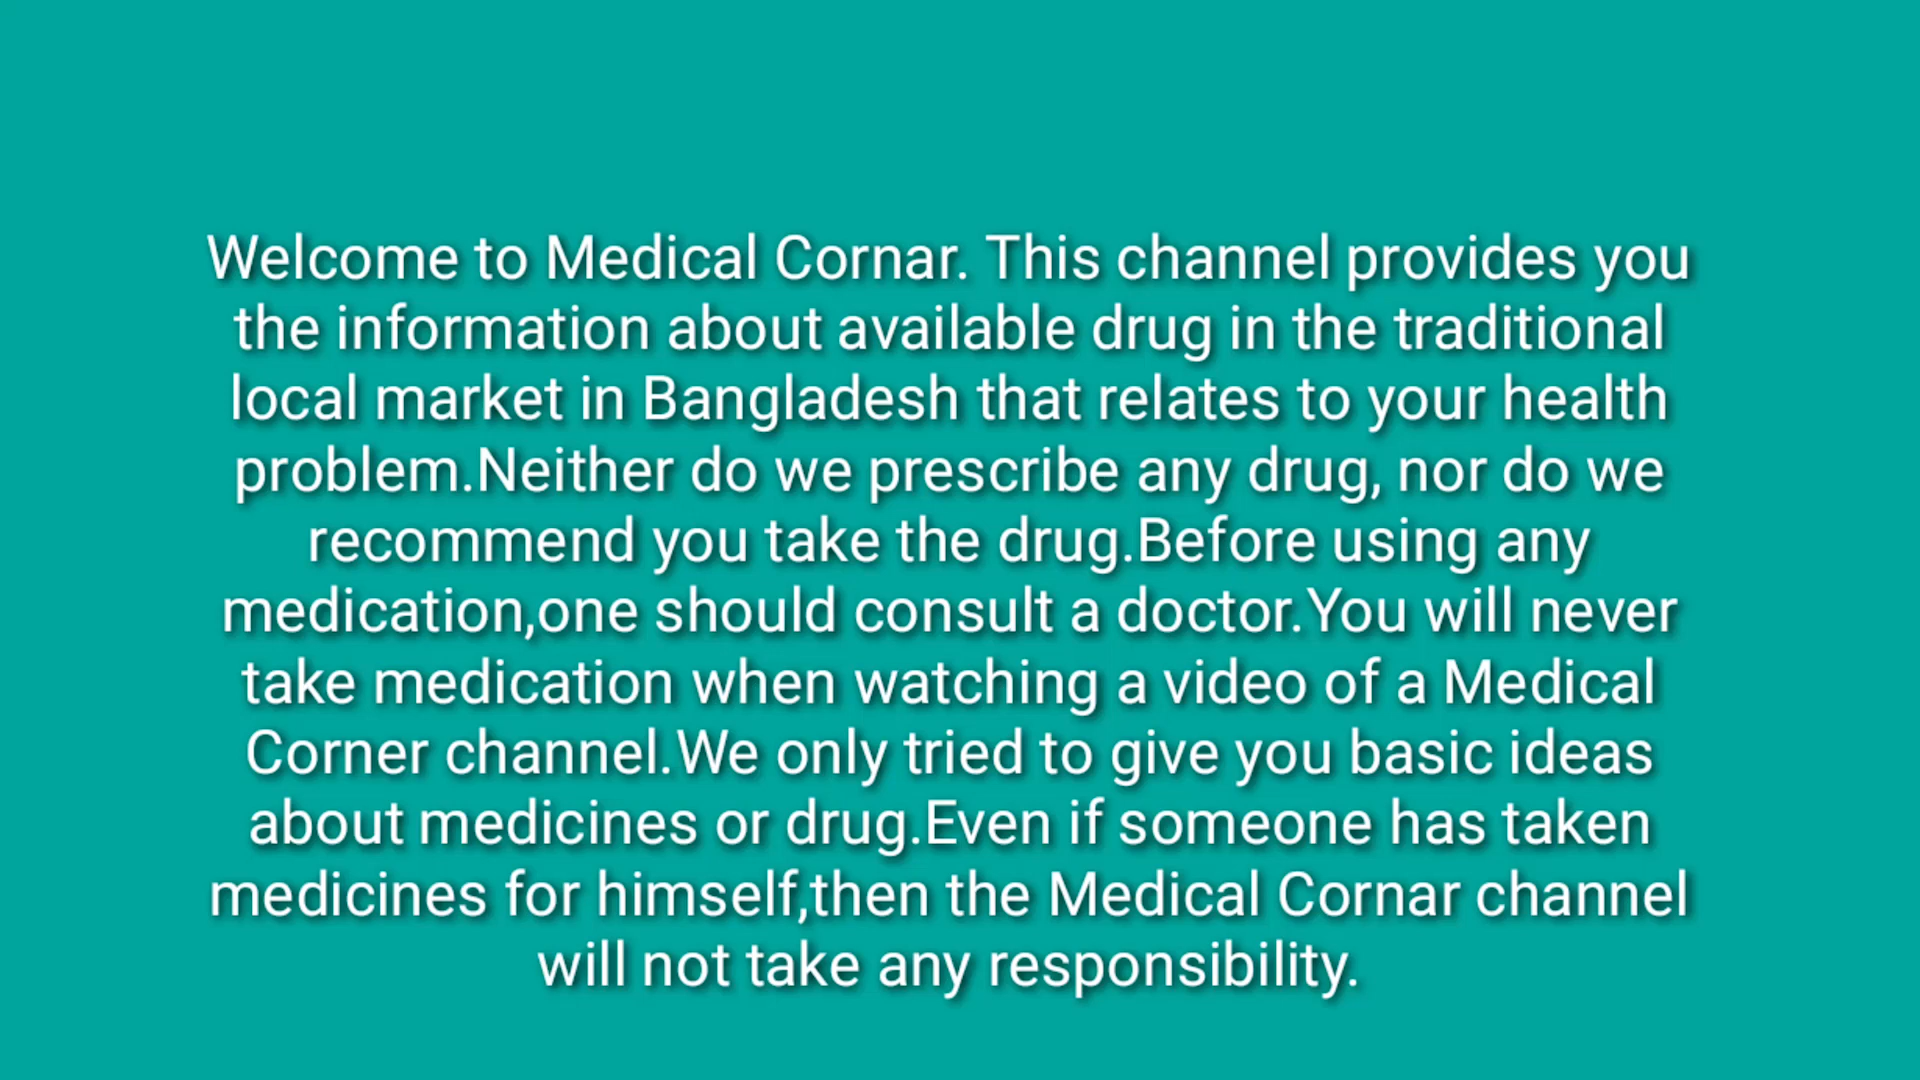 Welcome to Medical Cornar. This channel provides you
the information about available drug in the traditional
local market in Bangladesh that relates to your health
problem.Neither do we prescribe any drug, nor do we
recommend you take the drug.Before using any
medication,one should consult a doctor.You will never
take medication when watching a video of a Medical
Corner channel.We only tried to give you basic ideas
about medicines or drug.Even if someone has taken
medicines for himself,then the Medical Cornar channel
will not take any responsibility.